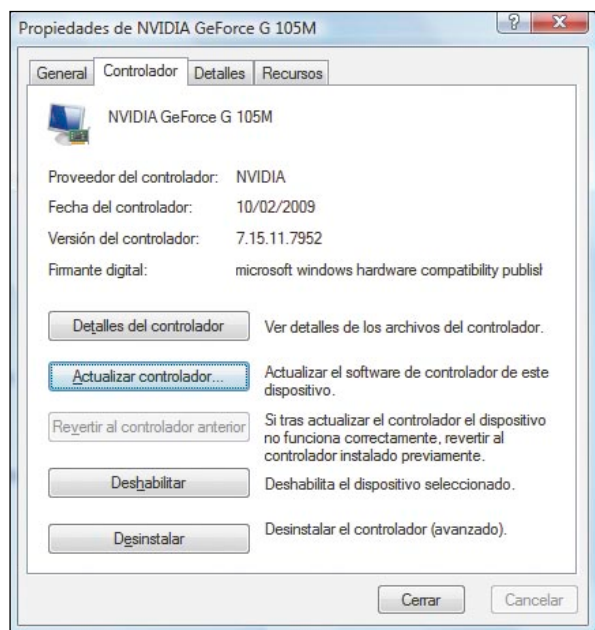 Propiedades de NVIDIA GeForce G 105M
General Controlador Detalles Recursos
NVIDIA GeForce G 105M
Proveedor del controlador: NVIDIA
Fecha del controlador: 10/02/2009
Versión del controlador: 7.15.11.7952
Firmante digital: microsoft windows hardware compatibility publish
Detalles del controlador Ver detalles de los archivos del controlador.
Actualizar controlador... Actualizar el software de controlador de este
dispositivo.
Revertir al controlador anterior Si tras actualizar el controlador el dispositivo
no funciona correctamente, revertir al
controlador instalado previamente.
Deshabilitar Deshabilita el dispositivo seleccionado.
Desinstalar Desinstalar el controlador (avanzado).
Cerrar Cancelar